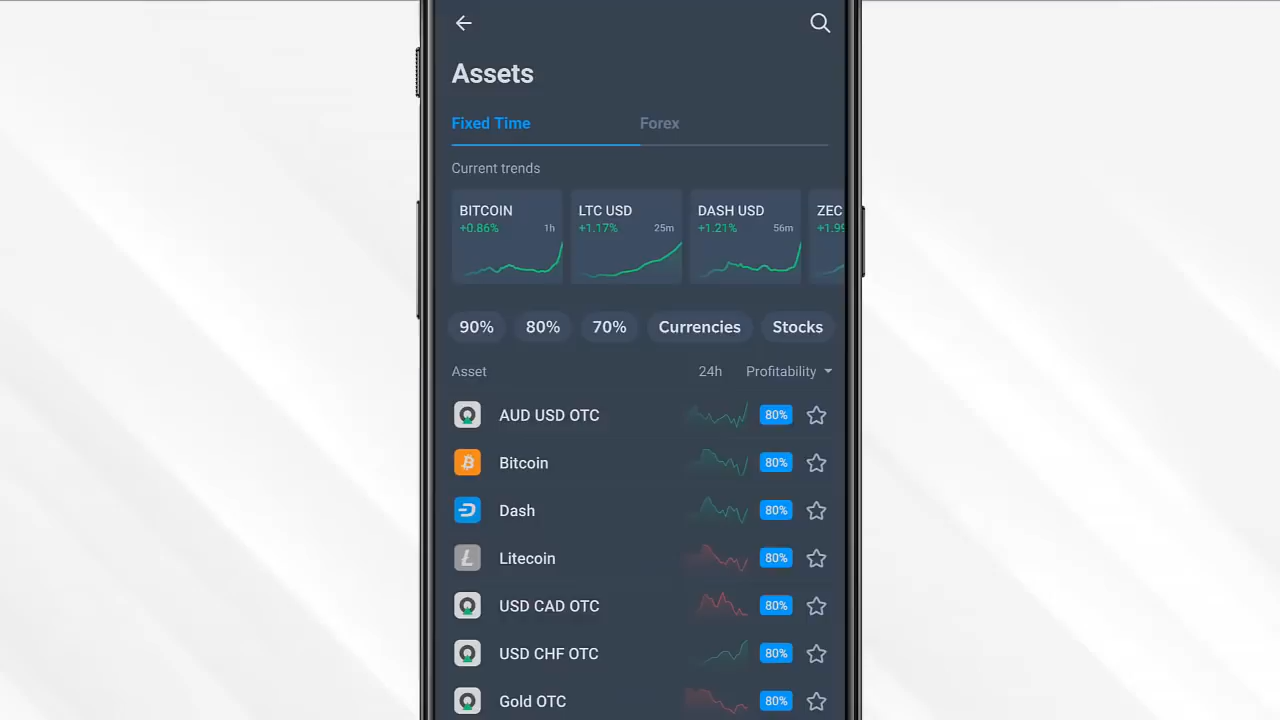 Assets
Fixed Time Forex
Current trends
BITCOIN LTC USD DASH USD ZEC
+0.86% 1h +1.17% 25m +1.21% 56m +1.99
90% 80% 70% Currencies Stocks
Asset 24h Profitability
AUD USD OTC 80%
Bitcoin 80%
Dash 80%
Litecoin 80%
USD CAD OTC 80%
USD CHF OTC 80%
Gold OTC 80%